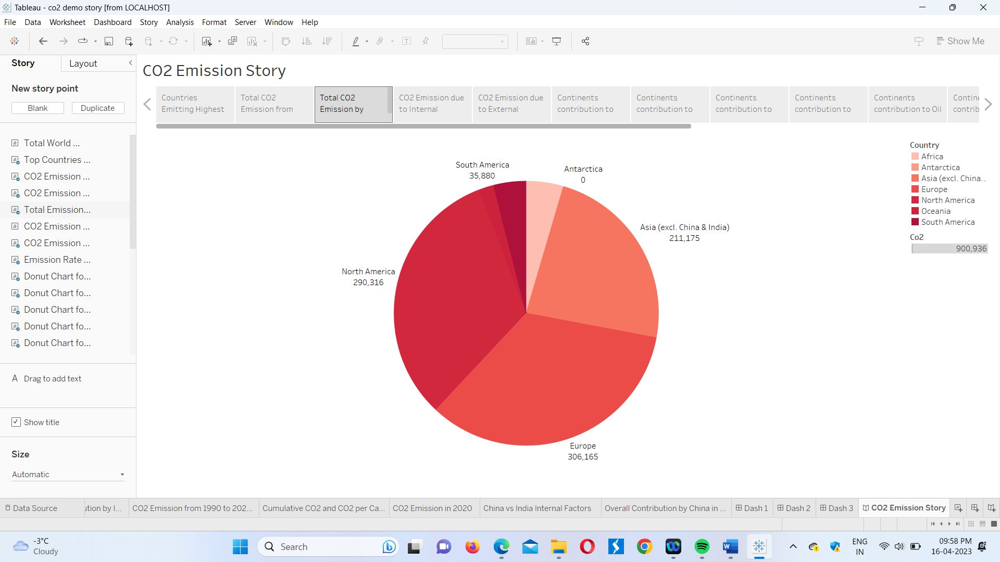 Tableau - co2 demo story [from LOCALHOST]
File Data Worksheet Dashboard Story Analysis Format Server Window Help
Show Me
Story
Layout
New story point
Blank
Duplicate
Total World ...
Top Countries ...
CO2 Emission ...
CO2 Emission ...
Total Emission...
CO2 Emission ...
CO2 Emission ...
Emission Rate ...
Donut Chart fo...
Donut Chart fo...
Donut Chart fo...
Donut Chart fo...
Donut Chart fo...
A Drag to add text
Show title
Size
Automatic
CO2 Emission Story
Countries
Emitting Highest
Total CO2
Emission from
Total CO2
Emission by
CO2 Emission due
to Internal
CO2 Emission due
to External
Continents
contribution to
Continents
contribution to
Continents
contribution to
Continents
contribution to
Continents
contribution to Oil
Contine
contrib
South America
35,880
Antarctica
0
Asia (excl. China & India)
211,175
North America
290,316
Europe
306,165
Country
Africa
Antarctica
Asia (excl. China..
Europe
North America
Oceania
South America
Co2
900,936
Data Source
ution by I...
CO2 Emission from 1990 to 202...
Cumulative CO2 and CO2 per Ca...
CO2 Emission in 2020
China vs India Internal Factors
Overall Contribution by China in ...
Dash 1
Dash 2
Dash 3
CO2 Emission Story
-3°C
Cloudy
Search
ENG
IN
09:58 PM
16-04-2023